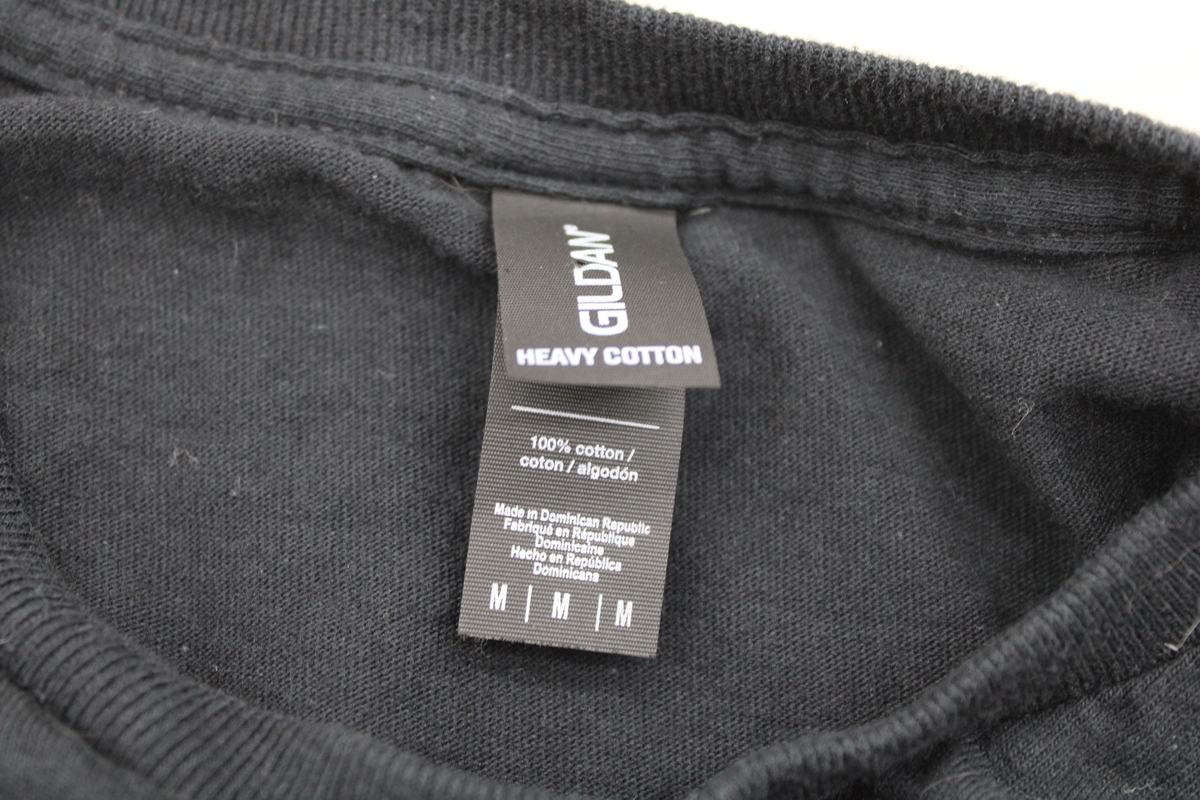 GILDAN
HEAVY COTTON
100% cotton /
coton / algodón
Made in Dominican Republic
Fabriqué en République
Dominicaine
Hecho en República
Dominicana
M | M | M